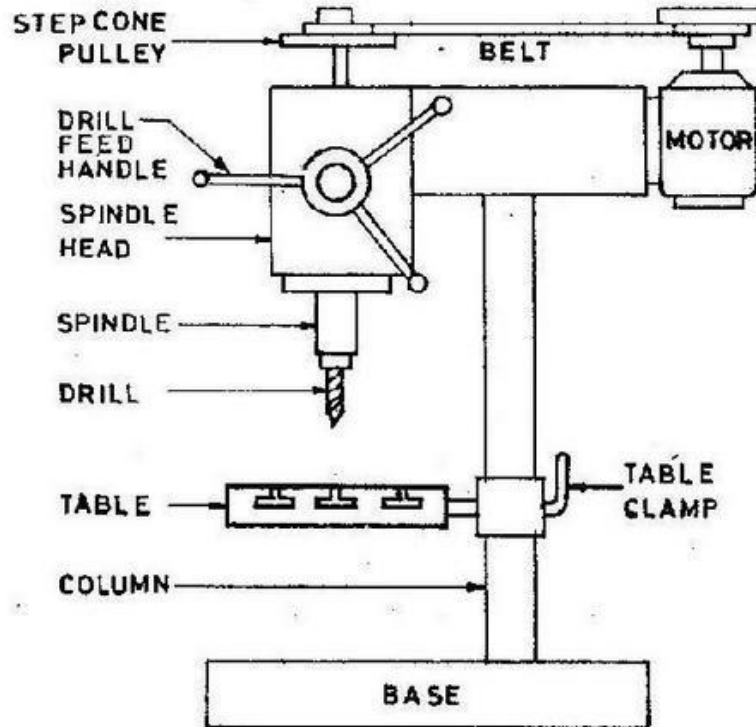 STEP CONE
PULLEY
BELT
DRILL
FEED
HANDLE
MOTOR
SPINDLE
HEAD
SPINDLE
DRILL
TABLE
TABLE
CLAMP
COLUMN
BASE